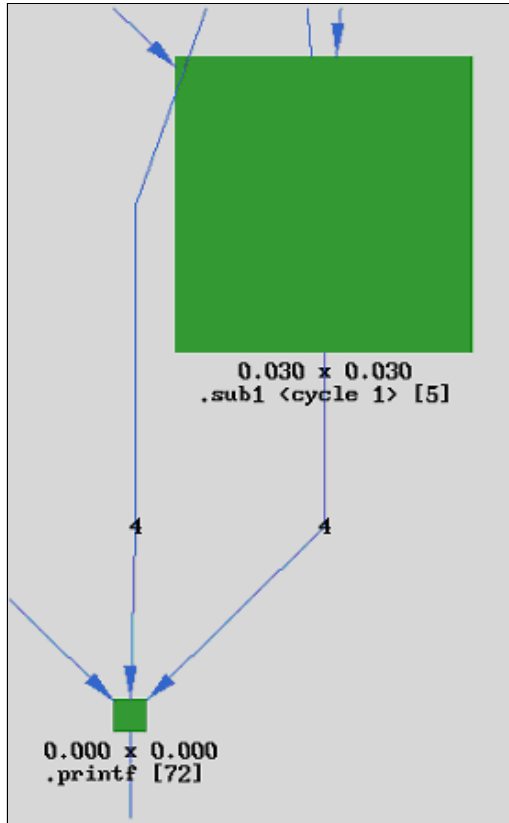 0.030 x 0.030
.sub1 <cycle 1> [5]
4
4
0.000 x 0.000
.printf [72]